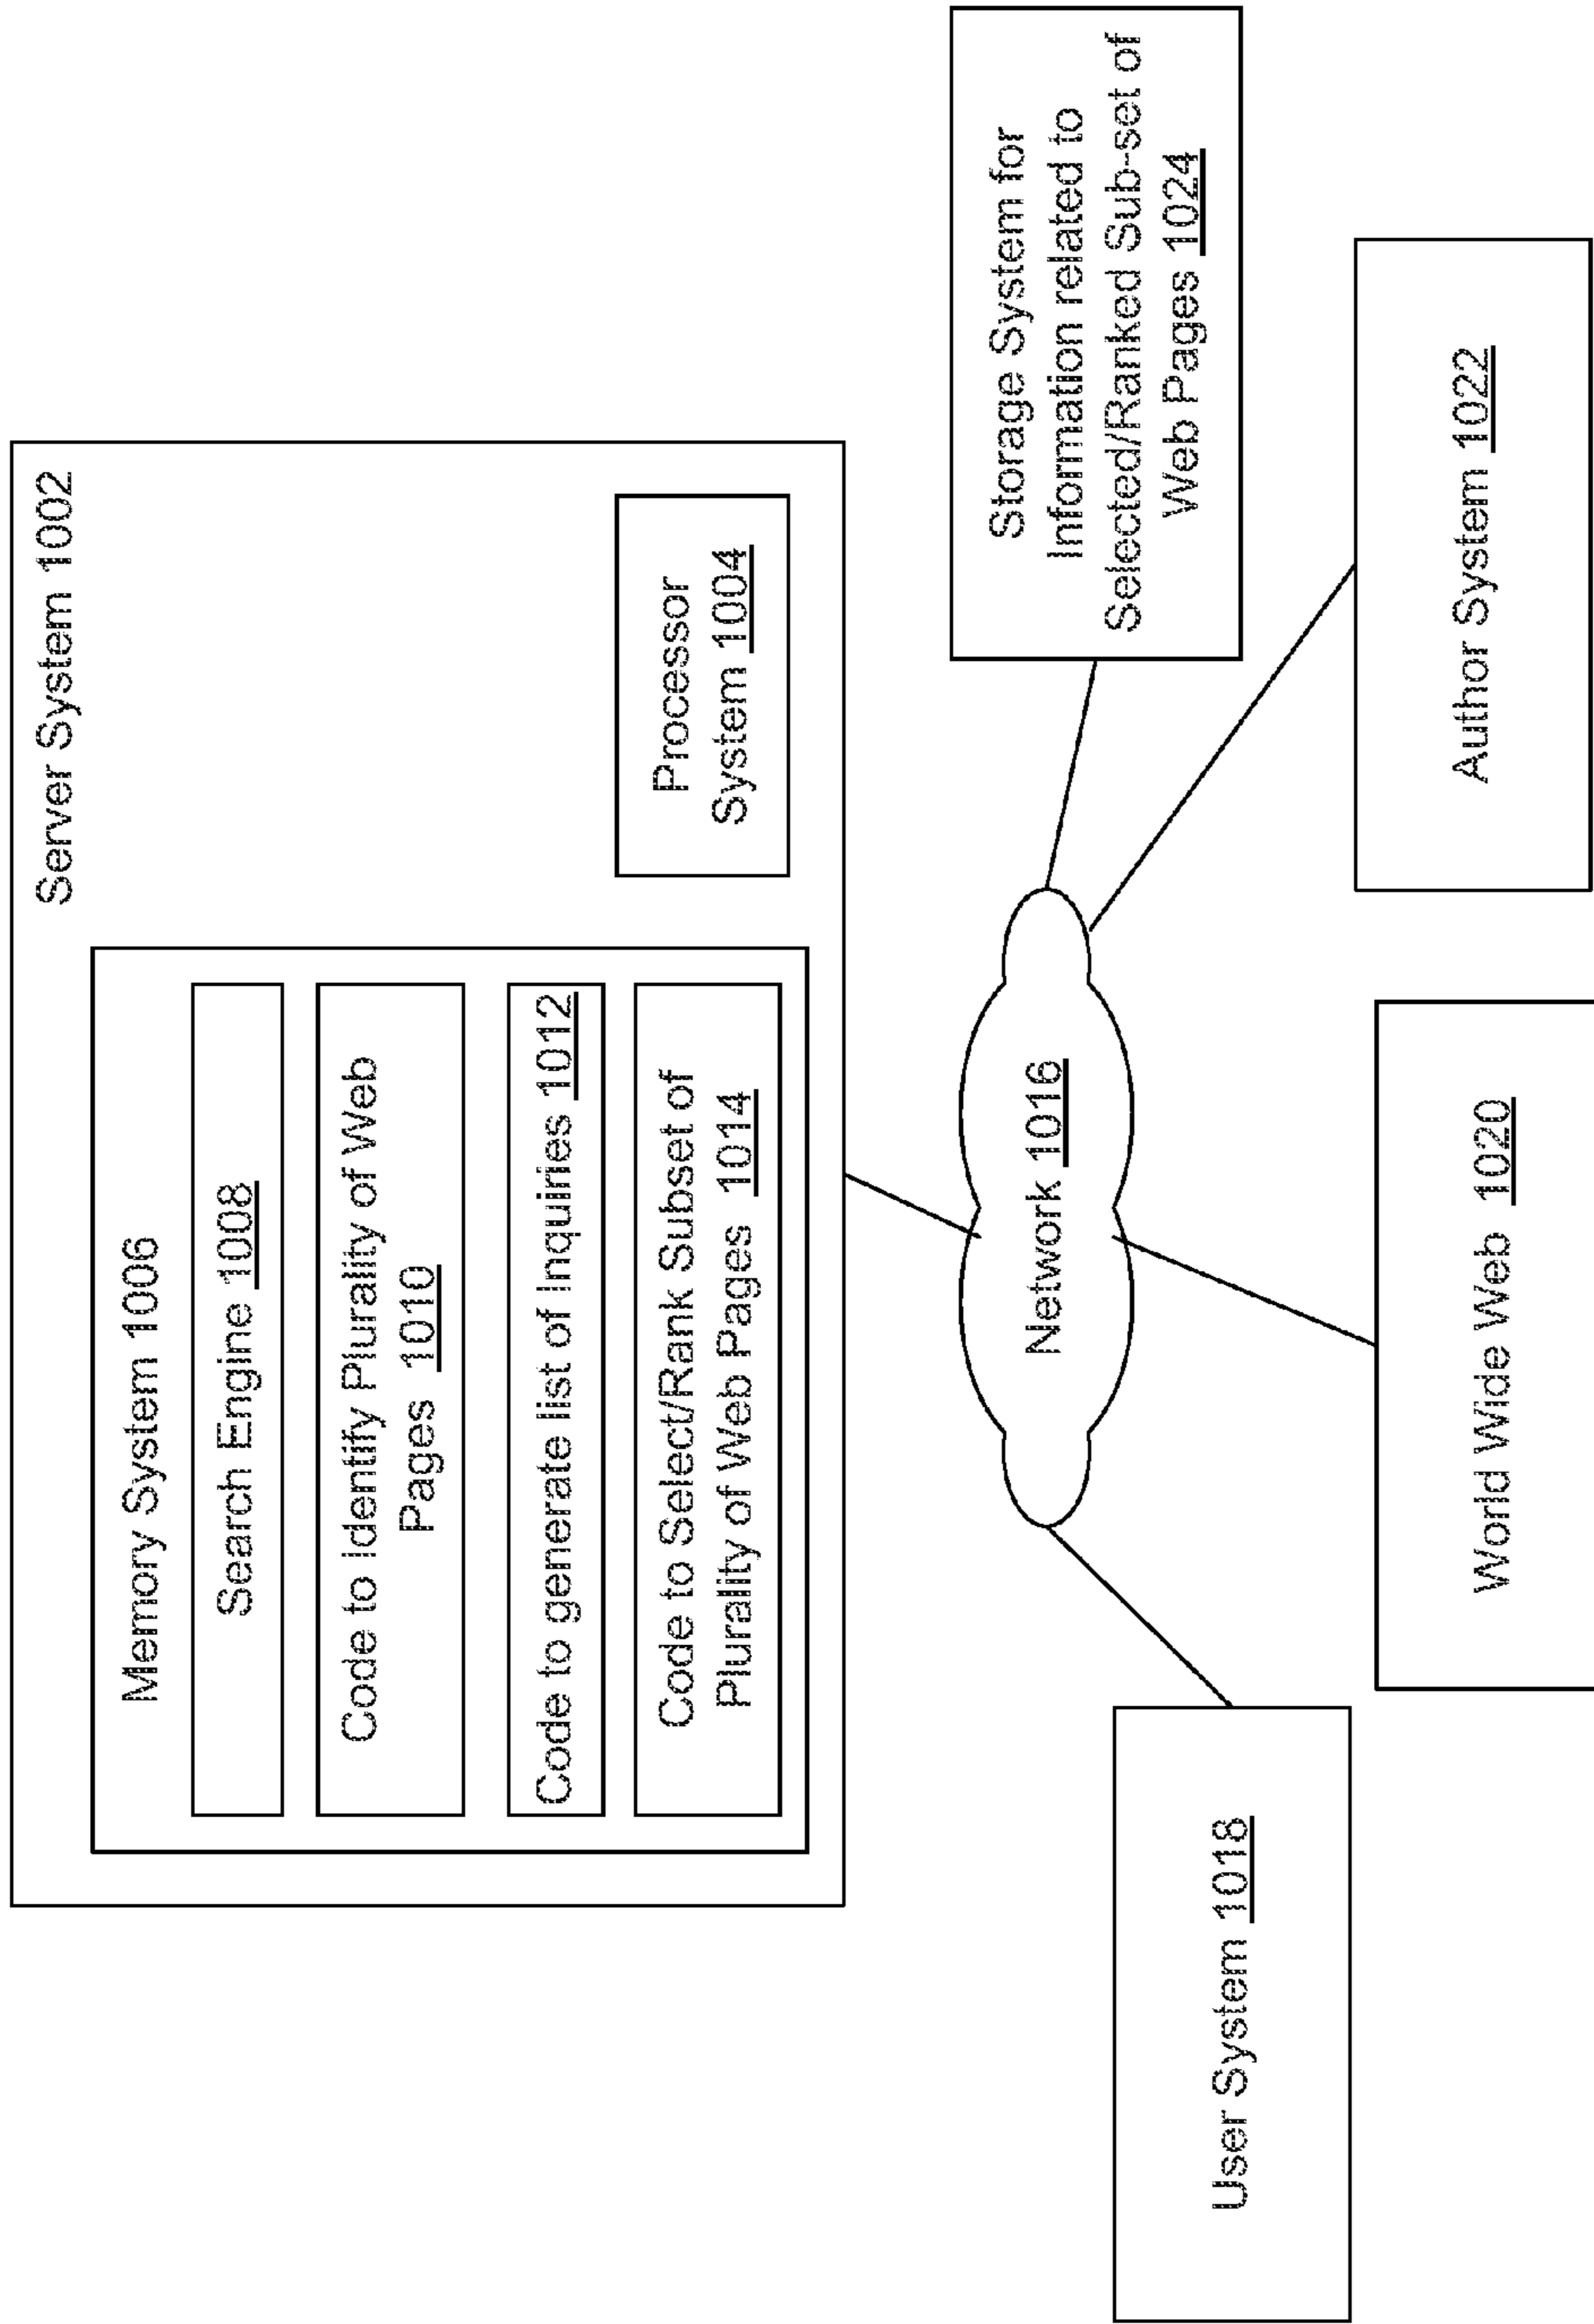 Server System 1002
Memory System 1006
Search Engine 1008
Code to Identify Plurality of Web
Pages 1010
Code to generate list of Inquiries 1012
Code to Select/Rank Subset of
Plurality of Web Pages 1014
Processor
System 1004
Network 1016
Storage System for
Information related to
Selected/Ranked Sub-set of
Web Pages 1024
User System 1018
World Wide Web 1020
Author System 1022